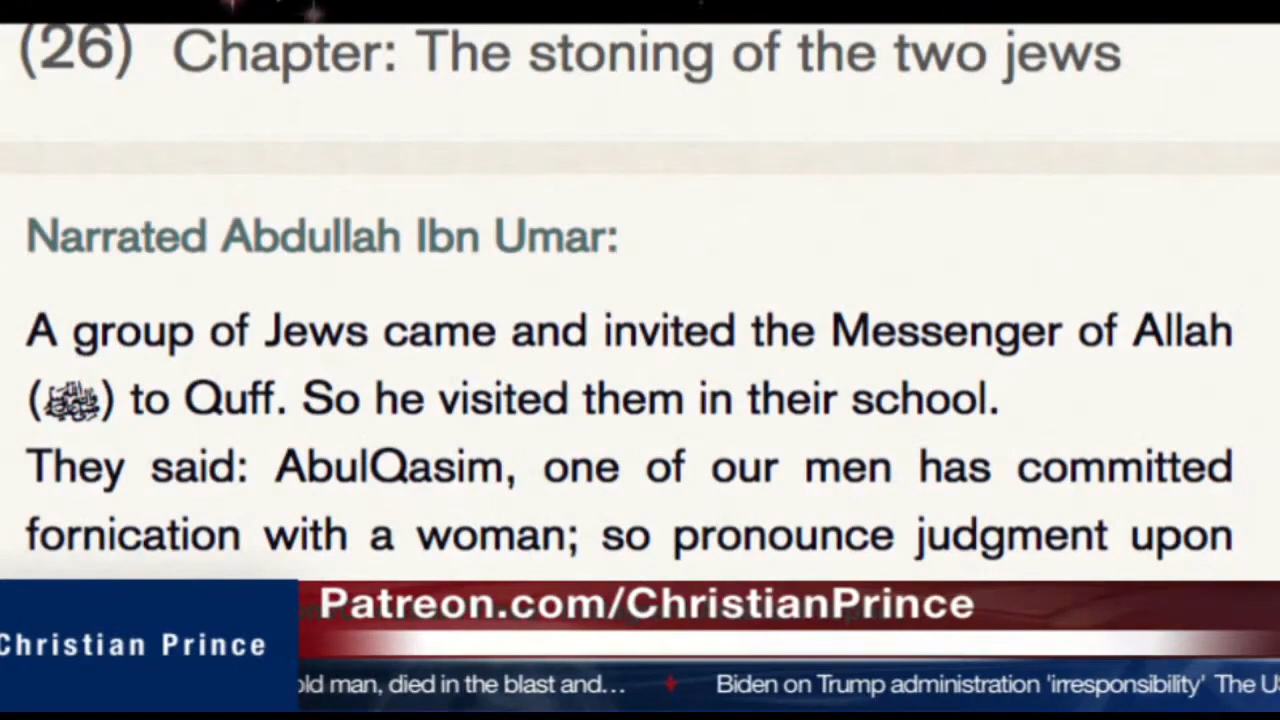 (26) Chapter: The stoning of the two jews
Narrated Abdullah Ibn Umar:
A group of Jews came and invited the Messenger of Allah
(ﷺ) to Quff. So he visited them in their school.
They said: AbulQasim, one of our men has committed
fornication with a woman; so pronounce judgment upon
Patreon.com/ChristianPrince
Christian Prince
old man, died in the blast and... Biden on Trump administration 'irresponsibility' The